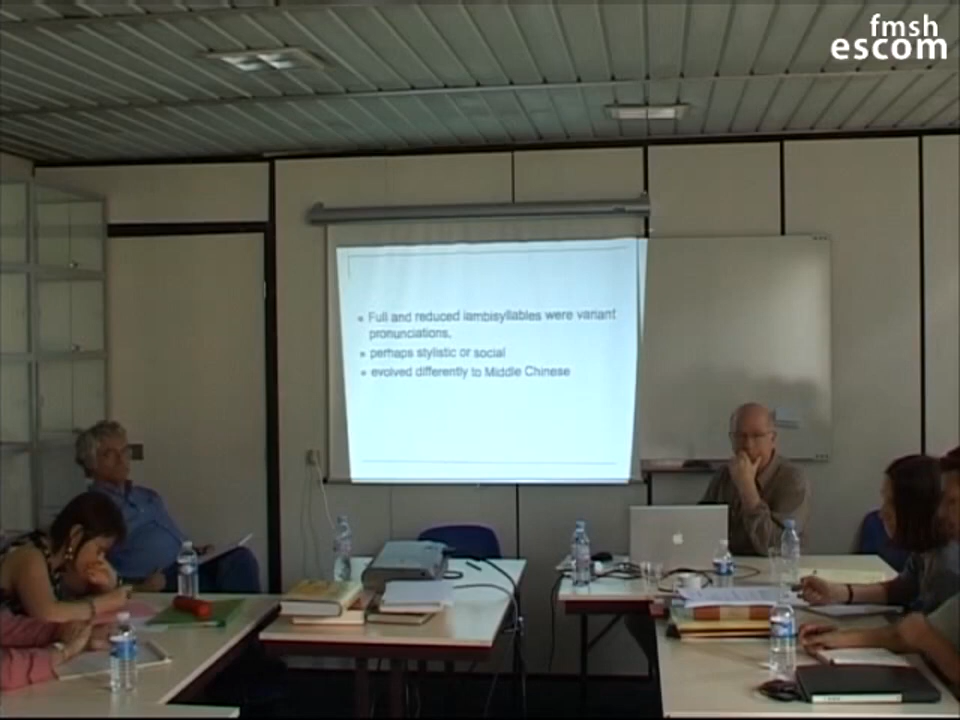 fmsh
escom
Full and reduced iambisyllables were variant
pronunciations,
perhaps stylistic or social
evolved differently to Middle Chinese